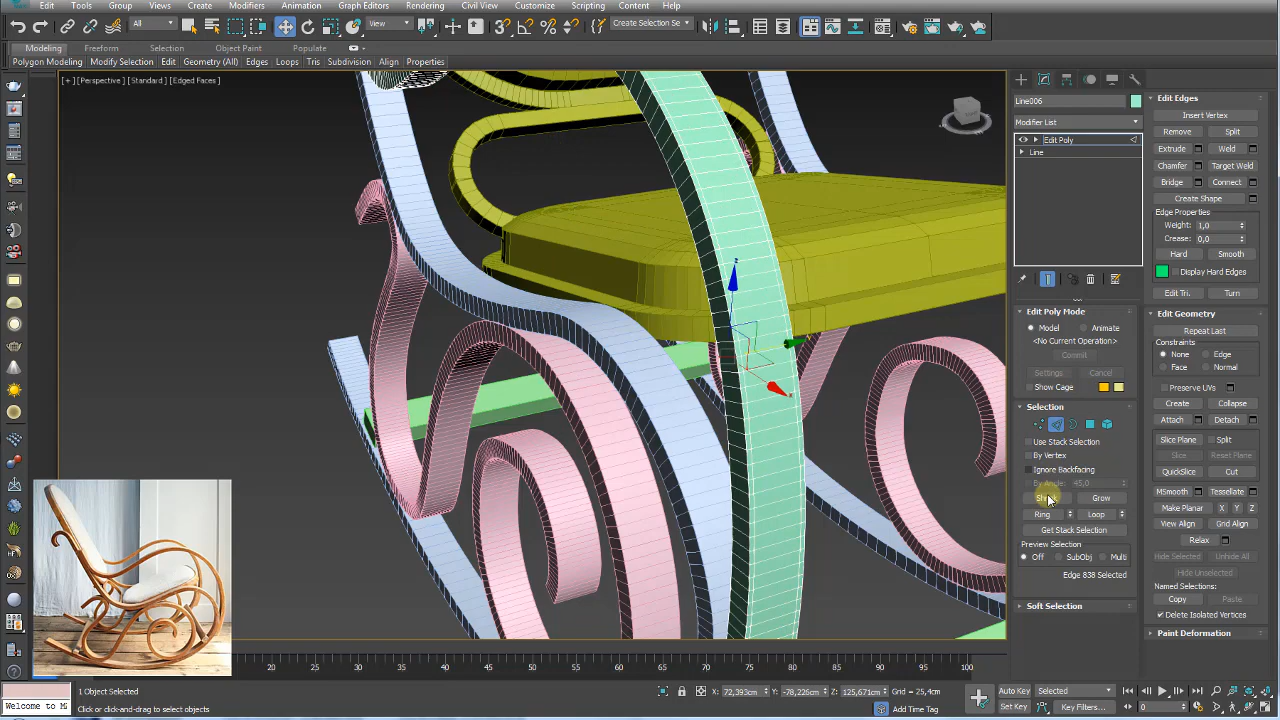 Edit Tools Group Views Create Modifiers Animation Graph Editors Rendering Civil View Customize Scripting Content Help
All View Create Selection Se
Modeling Freeform Selection Object Paint Populate
Polygon Modeling Modify Selection Edit Geometry (All) Edges Loops Tris Subdivision Align Properties
[+] [Perspective] [Standard] [Edged Faces]
Line006
Modifier List
Edit Poly
Line
Edit Poly Mode
Model Animate
<No Current Operation>
Commit
Settings Cancel
Show Cage
Selection
Use Stack Selection
By Vertex
Ignore Backfacing
By Angle: 45,0
Grow
Ring Loop
Get Stack Selection
Preview Selection
Off SubObj Multi
Edge 838 Selected
Soft Selection
Edit Edges
Insert Vertex
Remove Split
Extrude Weld
Chamfer Target Weld
Bridge Connect
Create Shape
Edge Properties
Weight: 1,0
Crease: 0,0
Hard Smooth
Display Hard Edges
Edit Tri. Turn
Edit Geometry
Repeat Last
Constraints
None Edge
Face Normal
Preserve UVs
Create Collapse
Attach Detach
Slice Plane Split
Slice Reset Plane
QuickSlice Cut
MSmooth Tessellate
Make Planar X Y Z
View Align Grid Align
Relax
Hide Selected Unhide All
Hide Unselected
Named Selections:
Copy Paste
Delete Isolated Vertices
Paint Deformation
25 30 35 40 45 50 55 60 65 70 75 80 85 90 95 100
1 Object Selected
Welcome to M
Click or click-and-drag to select objects
X: 72,393cm Y: -78,226cm Z: 125,671cm Grid = 25,4cm
Add Time Tag
Auto Key Selected
Set Key Key Filters...
0